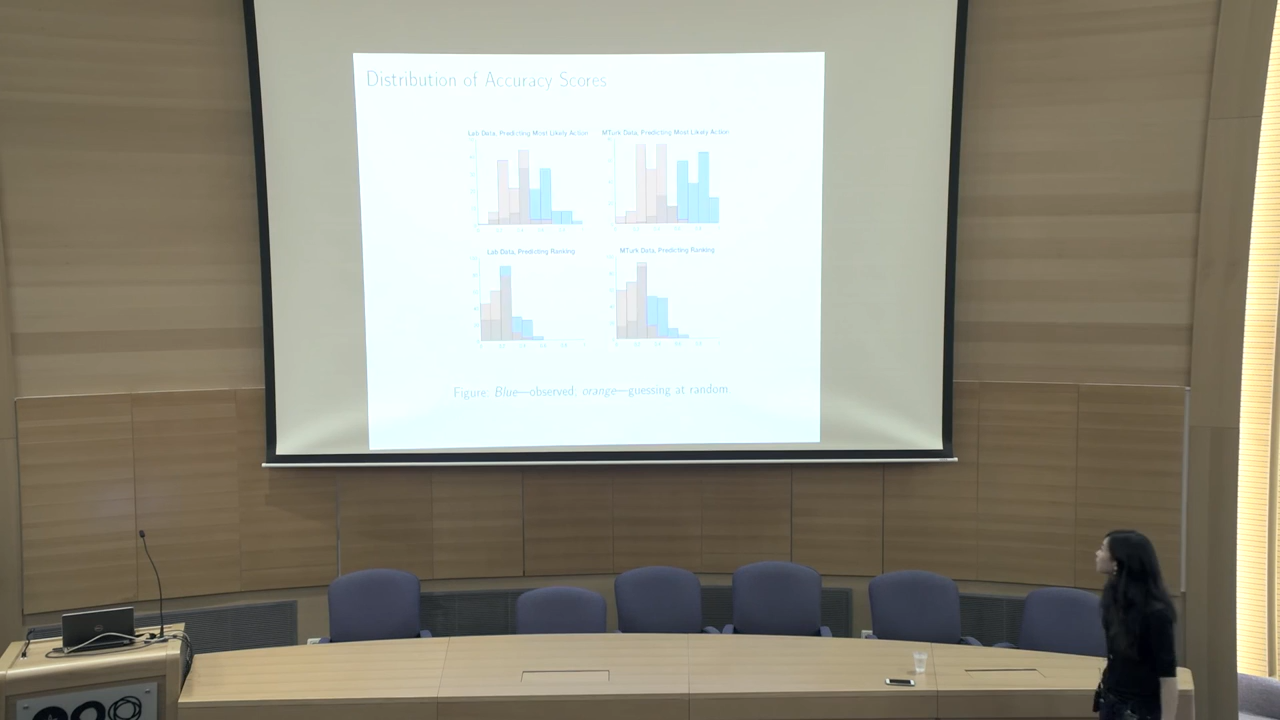 Distribution of Accuracy Scores
Lab Data, Predicting Most Likely Action
MTurk Data, Predicting Most Likely Action
Lab Data, Predicting Ranking
MTurk Data, Predicting Ranking
Figure: Blue—observed; orange—guessing at random